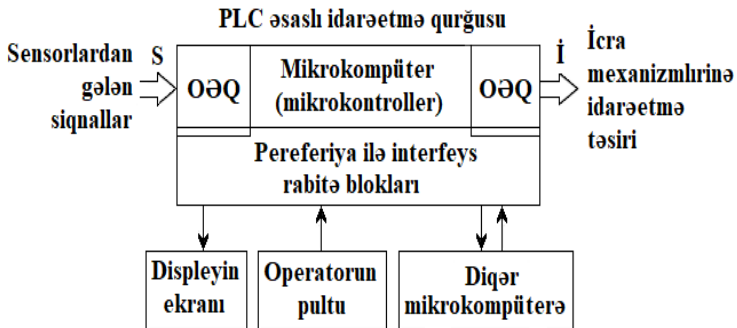 PLC əsaslı idarəetmə qurğusu
Sensorlardan
gələn
siqnallar
S
OƏQ
Mikrokompüter
(mikrokontroller)
OƏQ
İ
İcra
mexanizmlırinə
idarəetmə
təsiri
Pereferiya ilə interfeys
rabitə blokları
Displeyin
ekranı
Operatorun
pultu
Diqər
mikrokompüterə